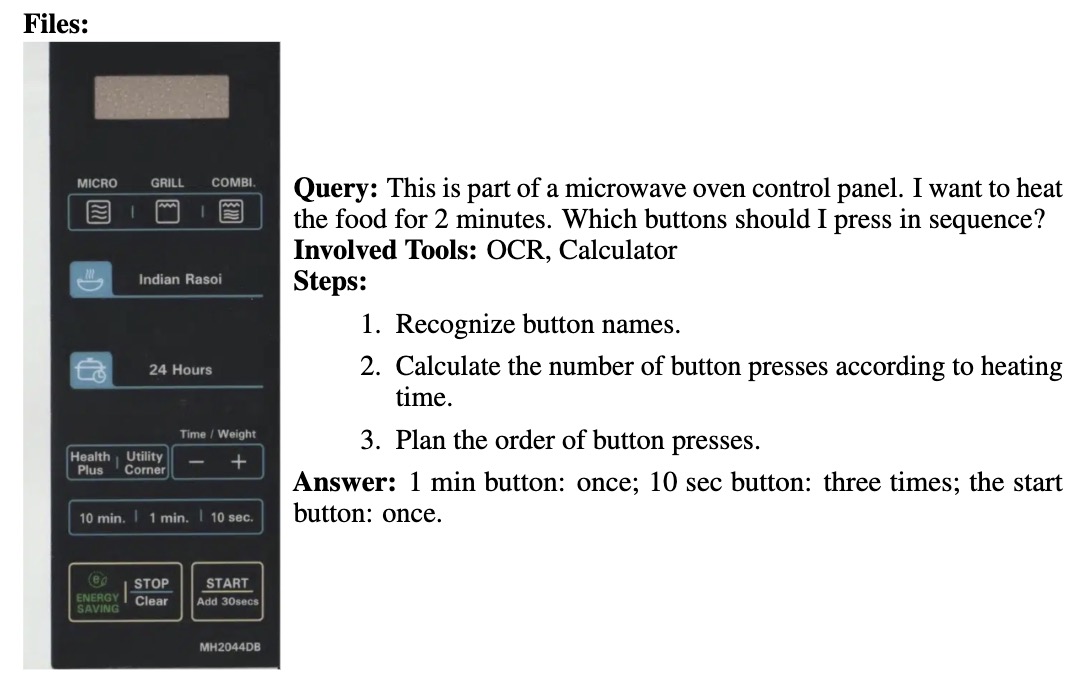 Files:
MICRO GRILL COMBI.
Indian Rasoi
24 Hours
Time / Weight
Health Plus | Utility Corner − +
10 min. | 1 min. | 10 sec.
e
ENERGY SAVING | STOP Clear
START Add 30secs
MH2044DB
Query: This is part of a microwave oven control panel. I want to heat
the food for 2 minutes. Which buttons should I press in sequence?
Involved Tools: OCR, Calculator
Steps:
1. Recognize button names.
2. Calculate the number of button presses according to heating
time.
3. Plan the order of button presses.
Answer: 1 min button: once; 10 sec button: three times; the start
button: once.